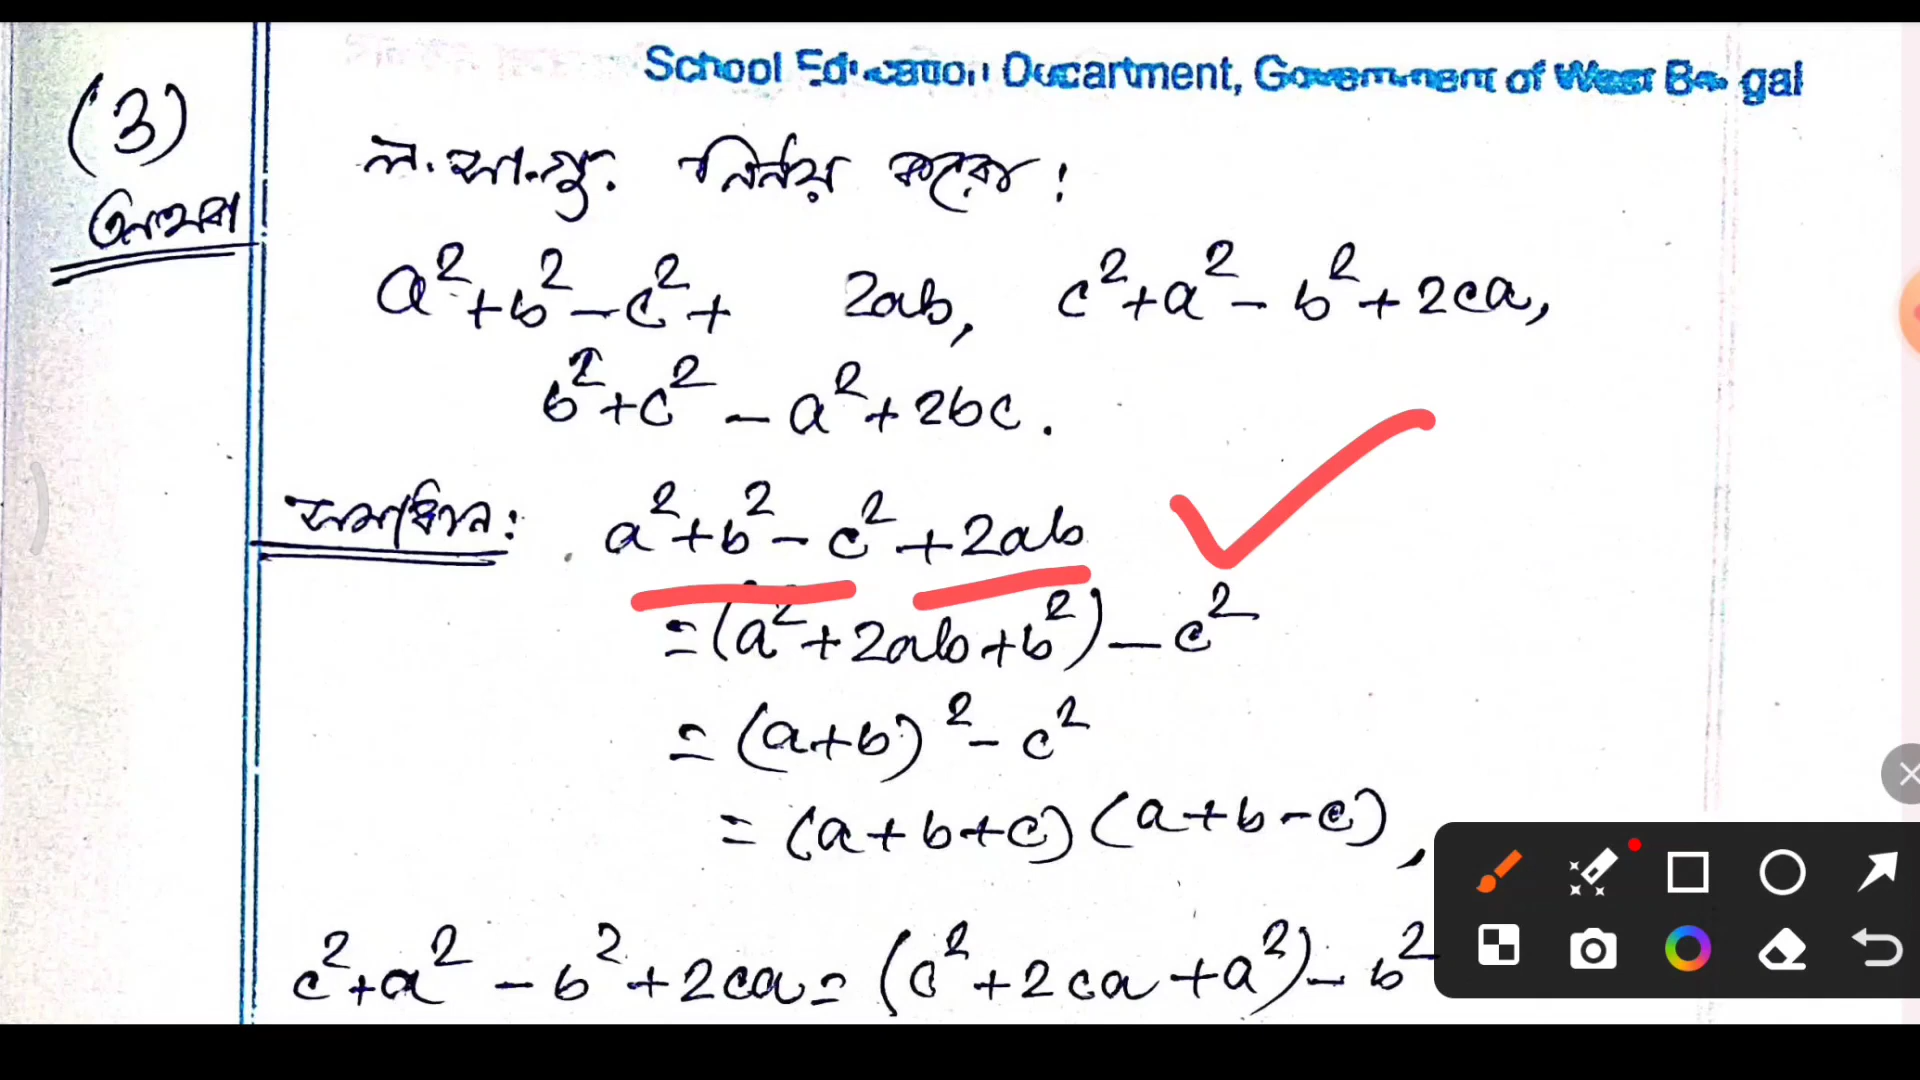 School Education Department, Government of West Bengal
(3)
ল.সা.গু. নির্ণয় করো :
অথবা
a²+b²-c²+ 2ab, c²+a²-b²+2ca,
b²+c²-a²+2bc.
সমাধান: a²+b²-c²+2ab
=(a²+2ab+b²)-c²
=(a+b)²-c²
=(a+b+c)(a+b-c),
c²+a²-b²+2ca=(c²+2ca+a²)-b²